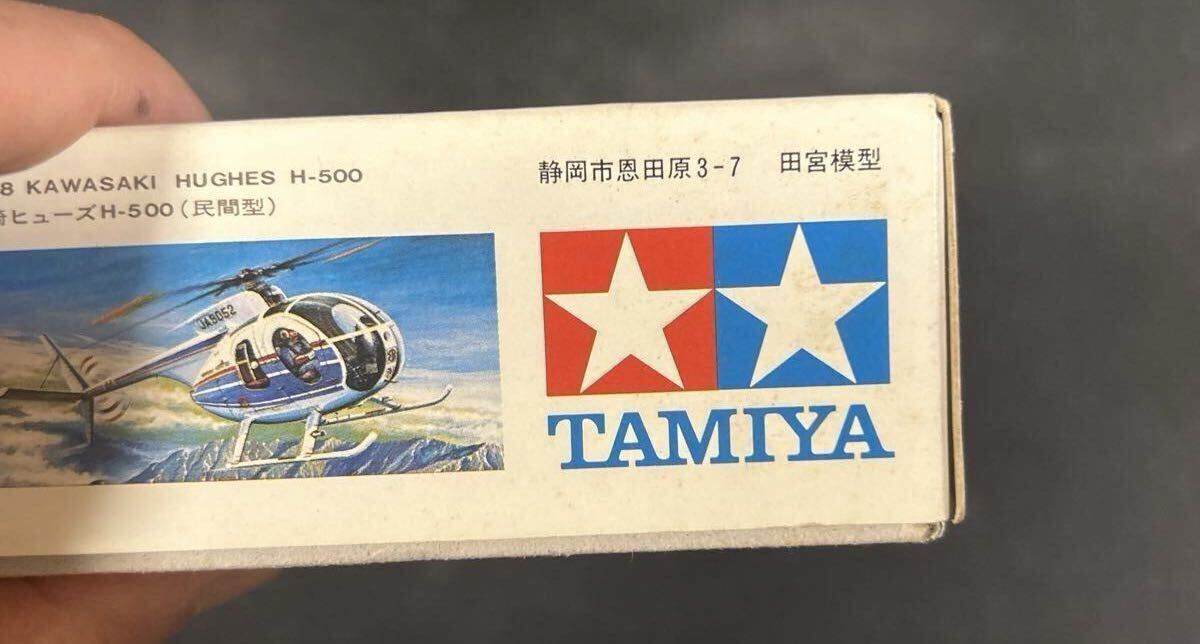 8 KAWASAKI HUGHES H-500
崎ヒューズH-500(民間型)
静岡市恩田原3-7 田宮模型
JA9052
TAMIYA